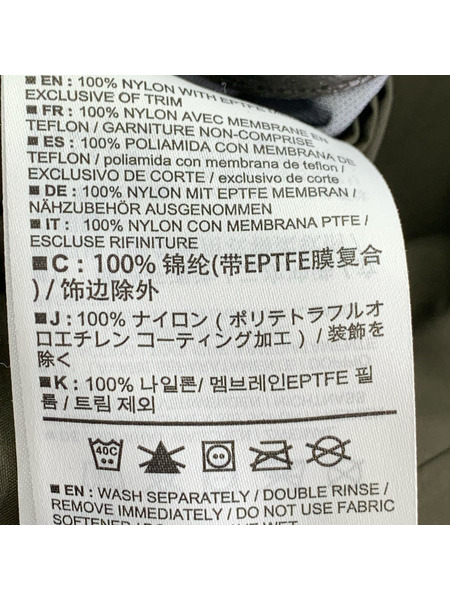 ■ EN : 100% NYLON WITH EPTFE
EXCLUSIVE OF TRIM
■ FR : 100% NYLON AVEC MEMBRANE EN
TEFLON / GARNITURE NON-COMPRISE
■ ES : 100% POLIAMIDA CON MEMBRANA DE
TEFLON / poliamida con membrana de teflon /
EXCLUSIVO DE CORTE / exclusivo de corte
■ DE : 100% NYLON MIT EPTFE MEMBRAN /
NÄHZUBEHÖR AUSGENOMMEN
■ IT : 100% NYLON CON MEMBRANA PTFE /
ESCLUSE RIFINITURE
■ C : 100% 锦纶(带EPTFE膜复合
)/ 饰边除外
■ J : 100% ナイロン ( ポリテトラフルオ
ロエチレン コーティング加工) / 装飾を
除く
■ K : 100% 나일론/ 멤브레인EPTFE 필
름/ 트림 제외
40C
■ EN : WASH SEPARATELY / DOUBLE RINSE /
REMOVE IMMEDIATELY / DO NOT USE FABRIC
SOFTENER /